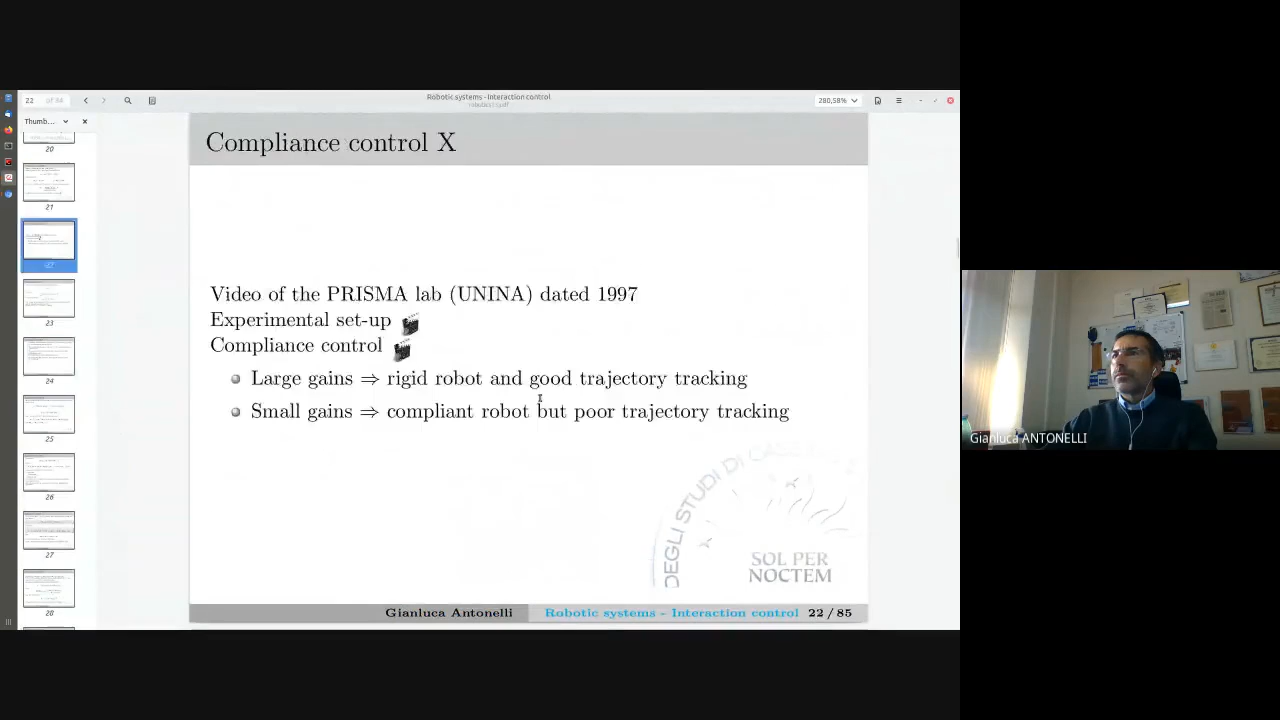 22 of 85
Robotic systems - Interaction control
280,58%
Thumb...
20
21
22
23
24
25
26
27
28
Compliance control X
Video of the PRISMA lab (UNINA) dated 1997
Experimental set-up
Compliance control
Large gains ⇒ rigid robot and good trajectory tracking
Small gains ⇒ compliant robot but poor trajectory tracking
DEGLI STUDI DI
SOL PER
NOCTEM
Gianluca Antonelli Robotic systems - Interaction control 22 / 85
Gianluca ANTONELLI